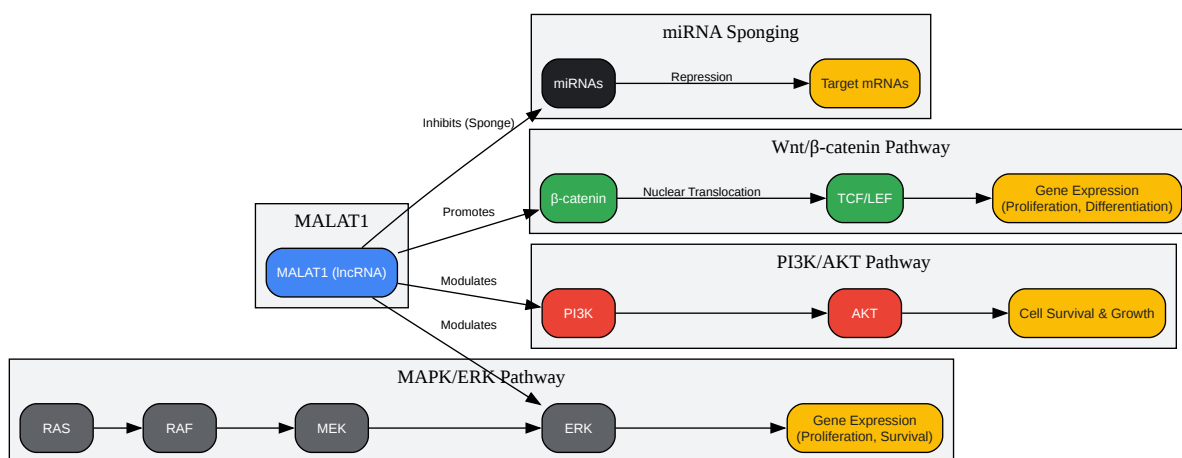 miRNA Sponging
miRNAs
Repression
Target mRNAs
Inhibits (Sponge)
Wnt/β-catenin Pathway
β-catenin
Nuclear Translocation
TCF/LEF
Gene Expression
(Proliferation, Differentiation)
MALAT1
MALAT1 (lncRNA)
Promotes
Modulates
Modulates
PI3K/AKT Pathway
PI3K
AKT
Cell Survival & Growth
MAPK/ERK Pathway
RAS
RAF
MEK
ERK
Gene Expression
(Proliferation, Survival)